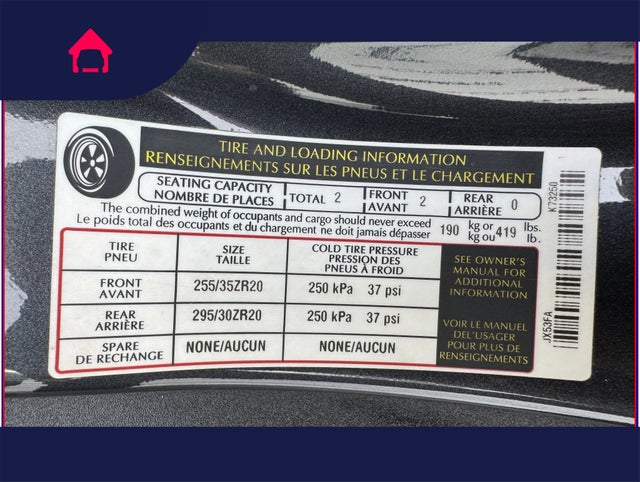 TIRE AND LOADING INFORMATION
RENSEIGNEMENTS SUR LES PNEUS ET LE CHARGEMENT
SEATING CAPACITY
NOMBRE DE PLACES
TOTAL 2
FRONT
AVANT 2
REAR
ARRIÈRE 0
The combined weight of occupants and cargo should never exceed
Le poids total des occupants et du chargement ne doit jamais dépasser
190 kg or 419 lbs.
kg ou lb.
TIRE
PNEU
SIZE
TAILLE
COLD TIRE PRESSURE
PRESSION DES
PNEUS À FROID
FRONT
AVANT
255/35ZR20
250 kPa 37 psi
REAR
ARRIÈRE
295/30ZR20
250 kPa 37 psi
SPARE
DE RECHANGE
NONE/AUCUN
NONE/AUCUN
SEE OWNER'S
MANUAL FOR
ADDITIONAL
INFORMATION
VOIR LE MANUEL
DEL'USAGER
POUR PLUS DE
RENSEIGNEMENTS
K73250
JX53FA